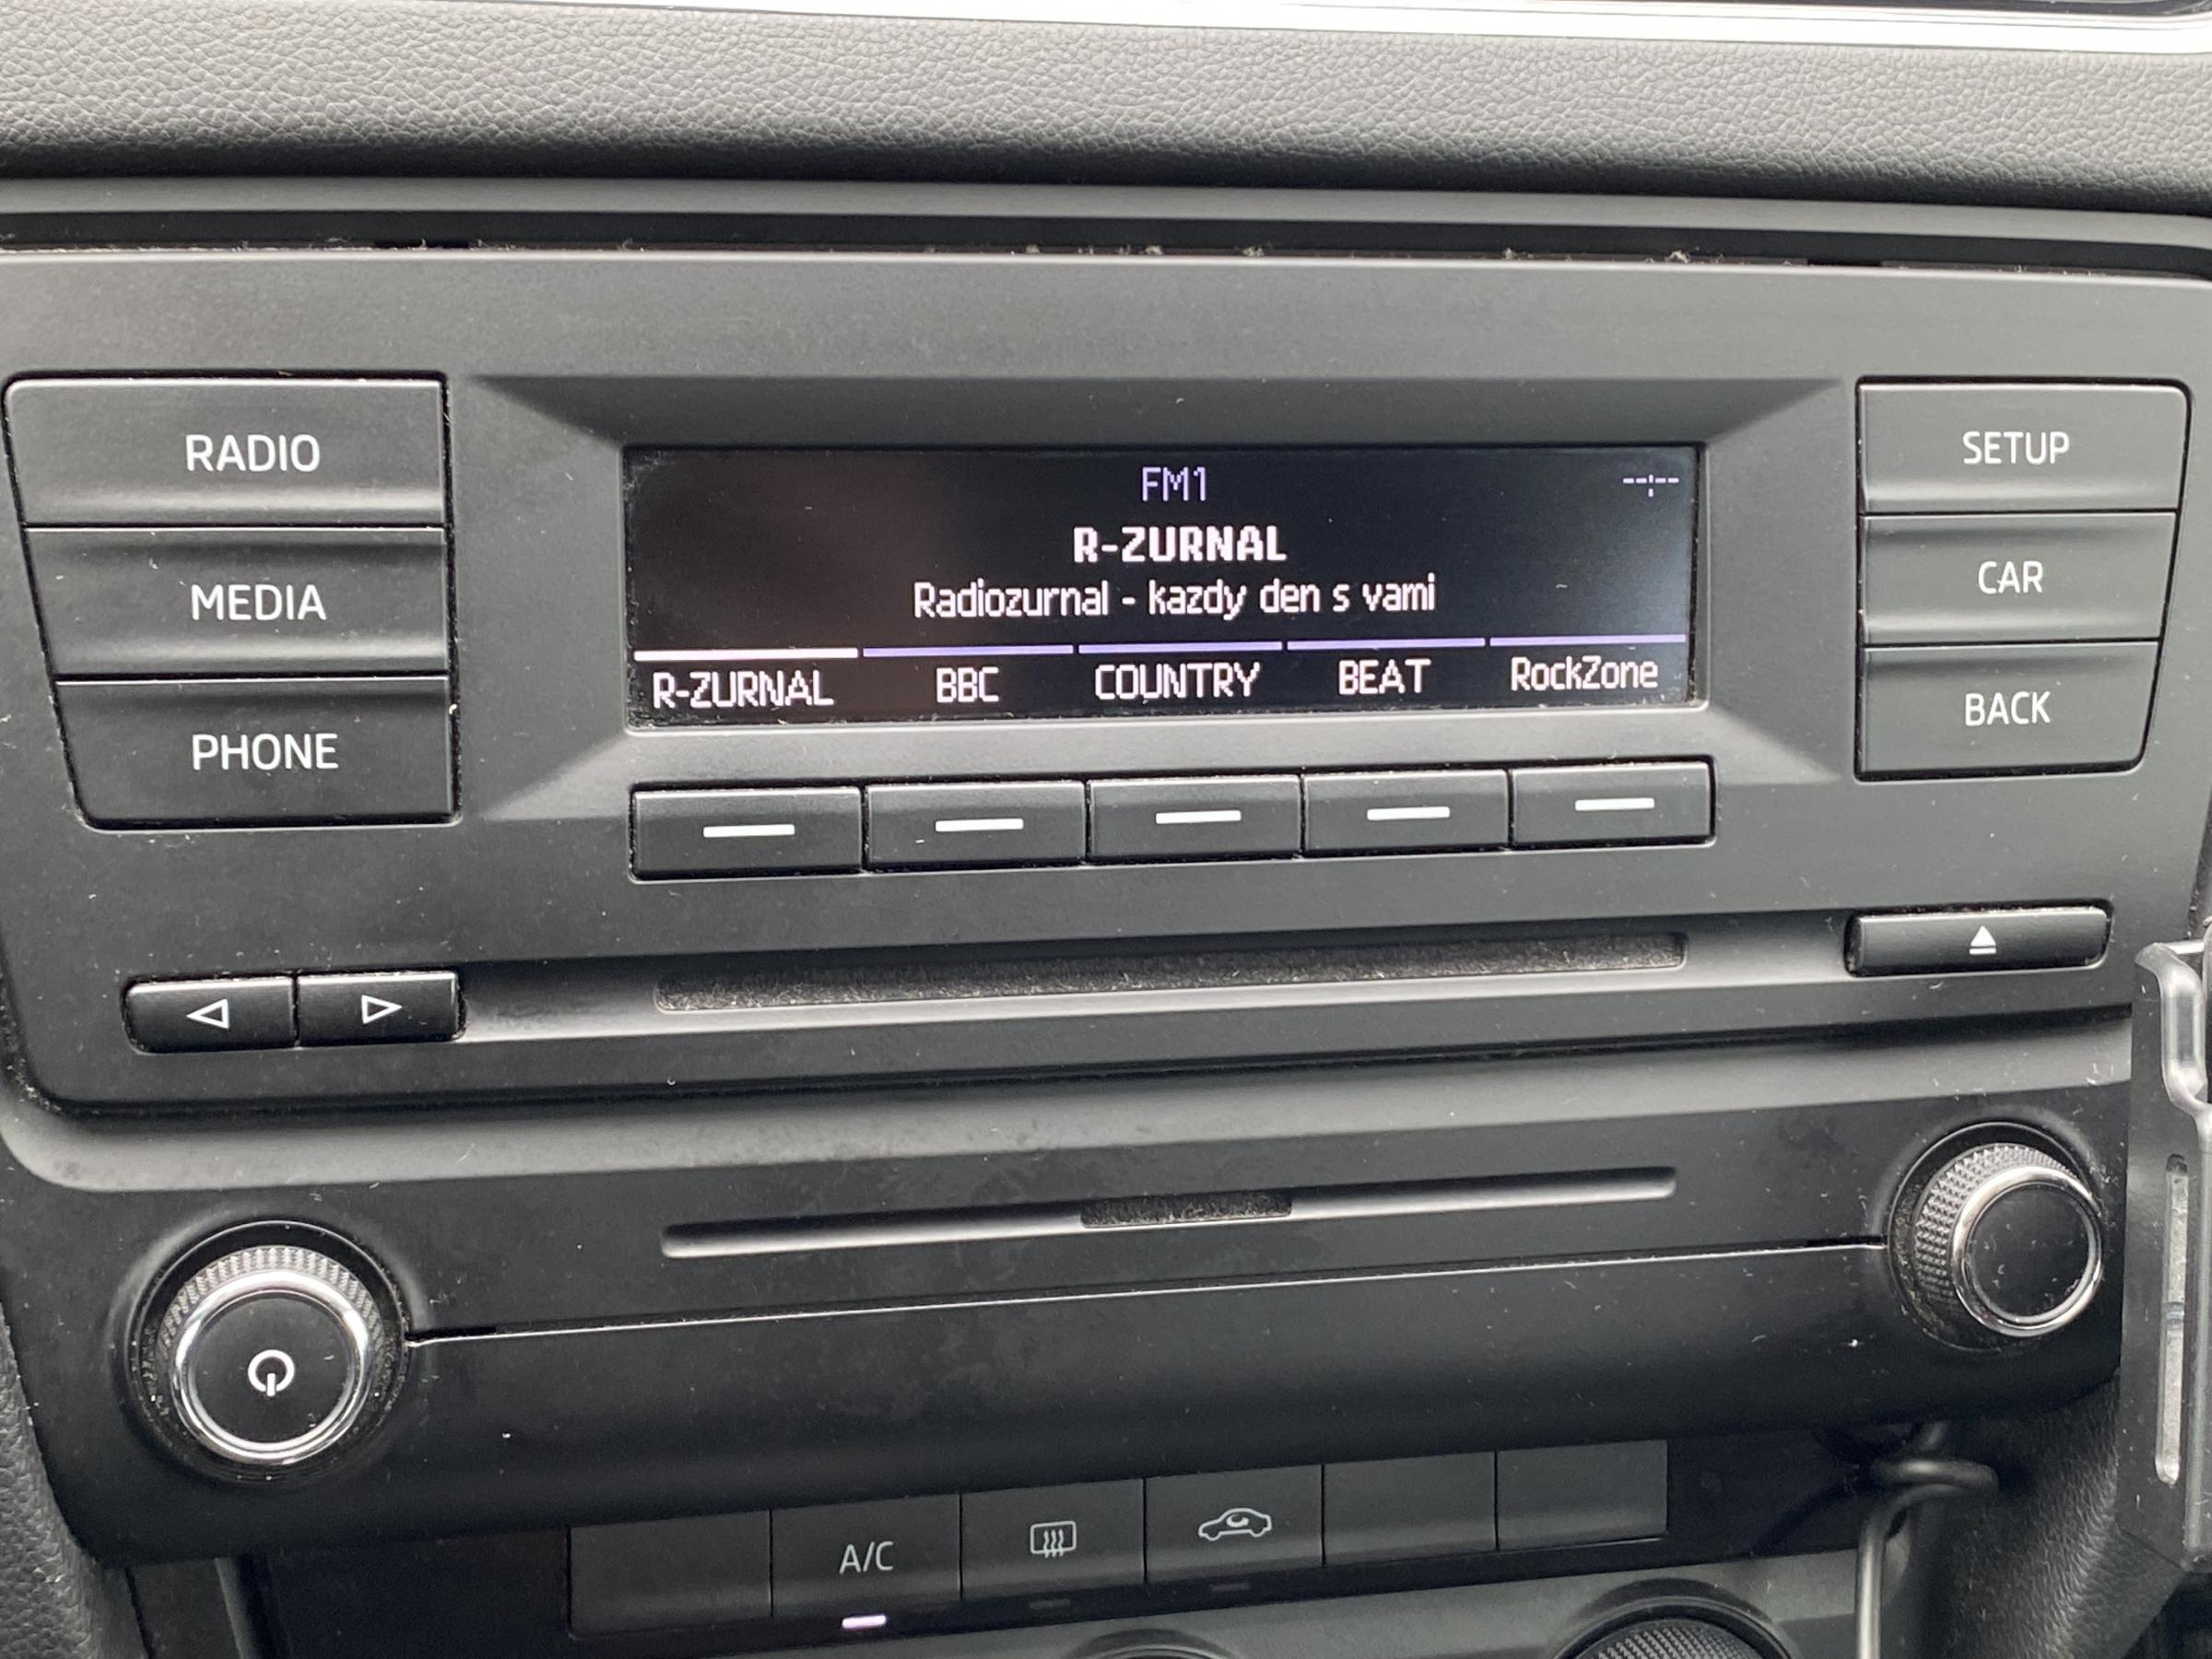 RADIO
MEDIA
PHONE
FM1
--:--
R-ZURNAL
Radiozurnal - kazdy den s vami
R-ZURNAL BBC COUNTRY BEAT RockZone
SETUP
CAR
BACK
A/C